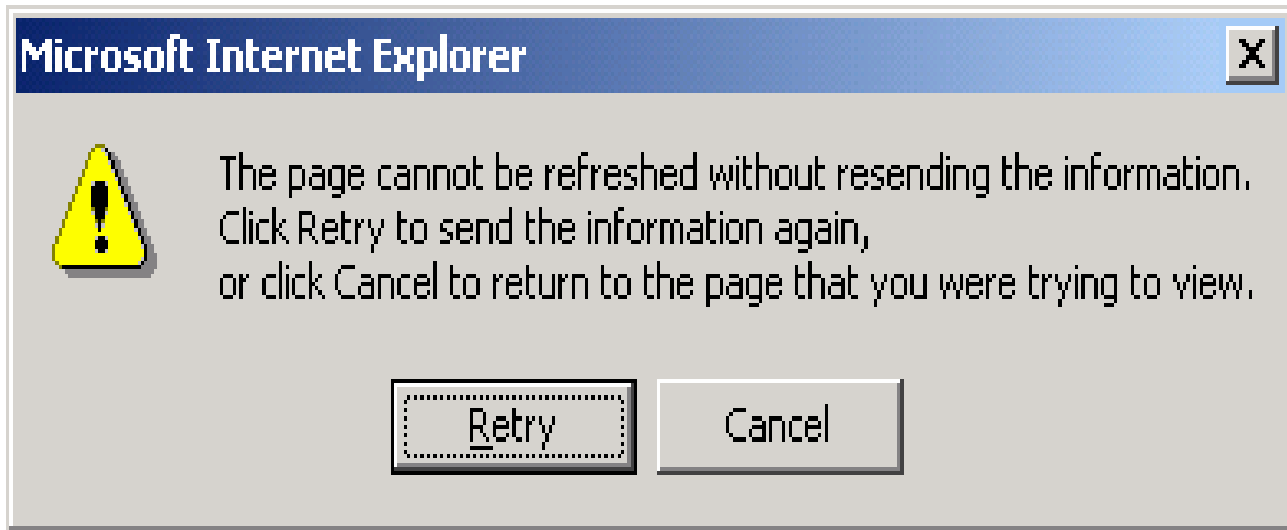 Microsoft Internet Explorer
The page cannot be refreshed without resending the information.
Click Retry to send the information again,
or click Cancel to return to the page that you were trying to view.
Retry
Cancel